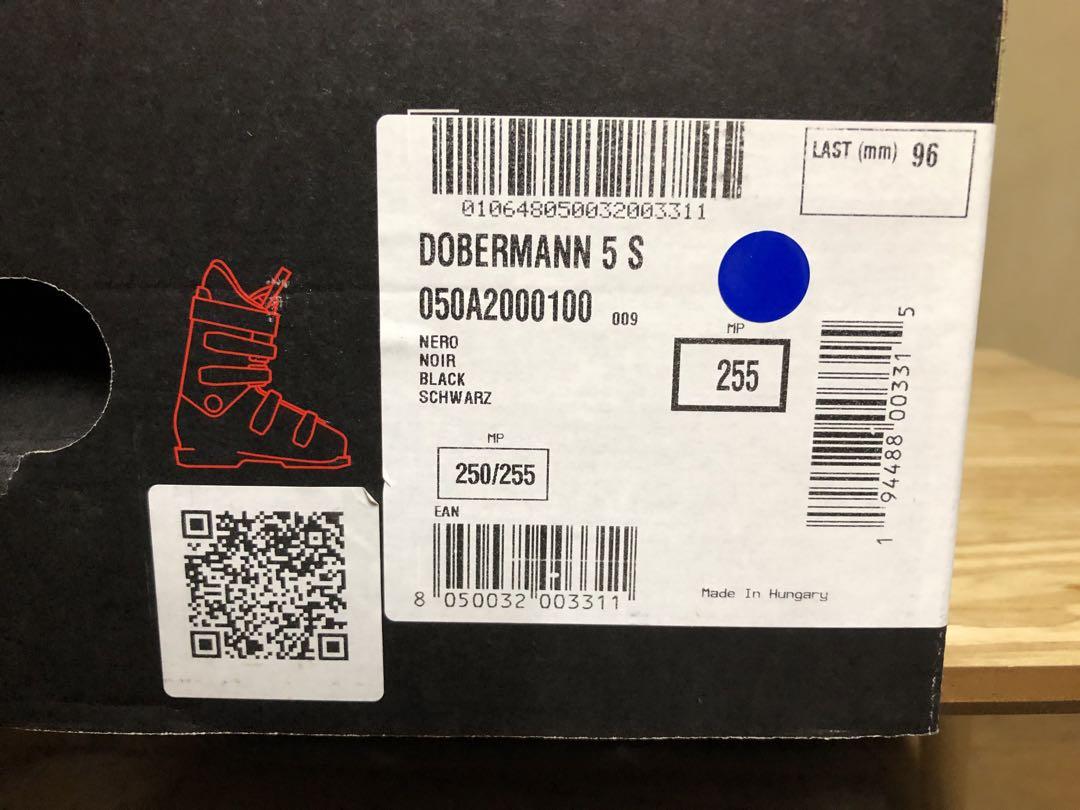 010648050032003311
LAST (mm) 96
DOBERMANN 5 S
050A2000100 009
NERO
NOIR
BLACK
SCHWARZ
MP
255
MP
250/255
EAN
8 050032 003311
1 94488 00331 5
Made In Hungary